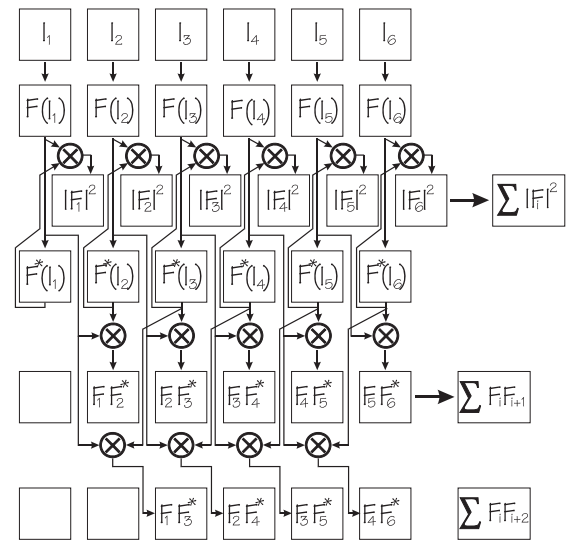 I₁ I₂ I₃ I₄ I₅ I₆
F(I₁) F(I₂) F(I₃) F(I₄) F(I₅) F(I₆)
|F₁|² |F₂|² |F₃|² |F₄|² |F₅|² |F₆|² ∑ |Fᵢ|²
F*(I₁) F*(I₂) F*(I₃) F*(I₄) F*(I₅) F*(I₆)
F₁F₂* F₂F₃* F₃F₄* F₄F₅* F₅F₆* ∑ FᵢFᵢ₊₁
F₁F₃* F₂F₄* F₃F₅* F₄F₆* ∑ FᵢFᵢ₊₂